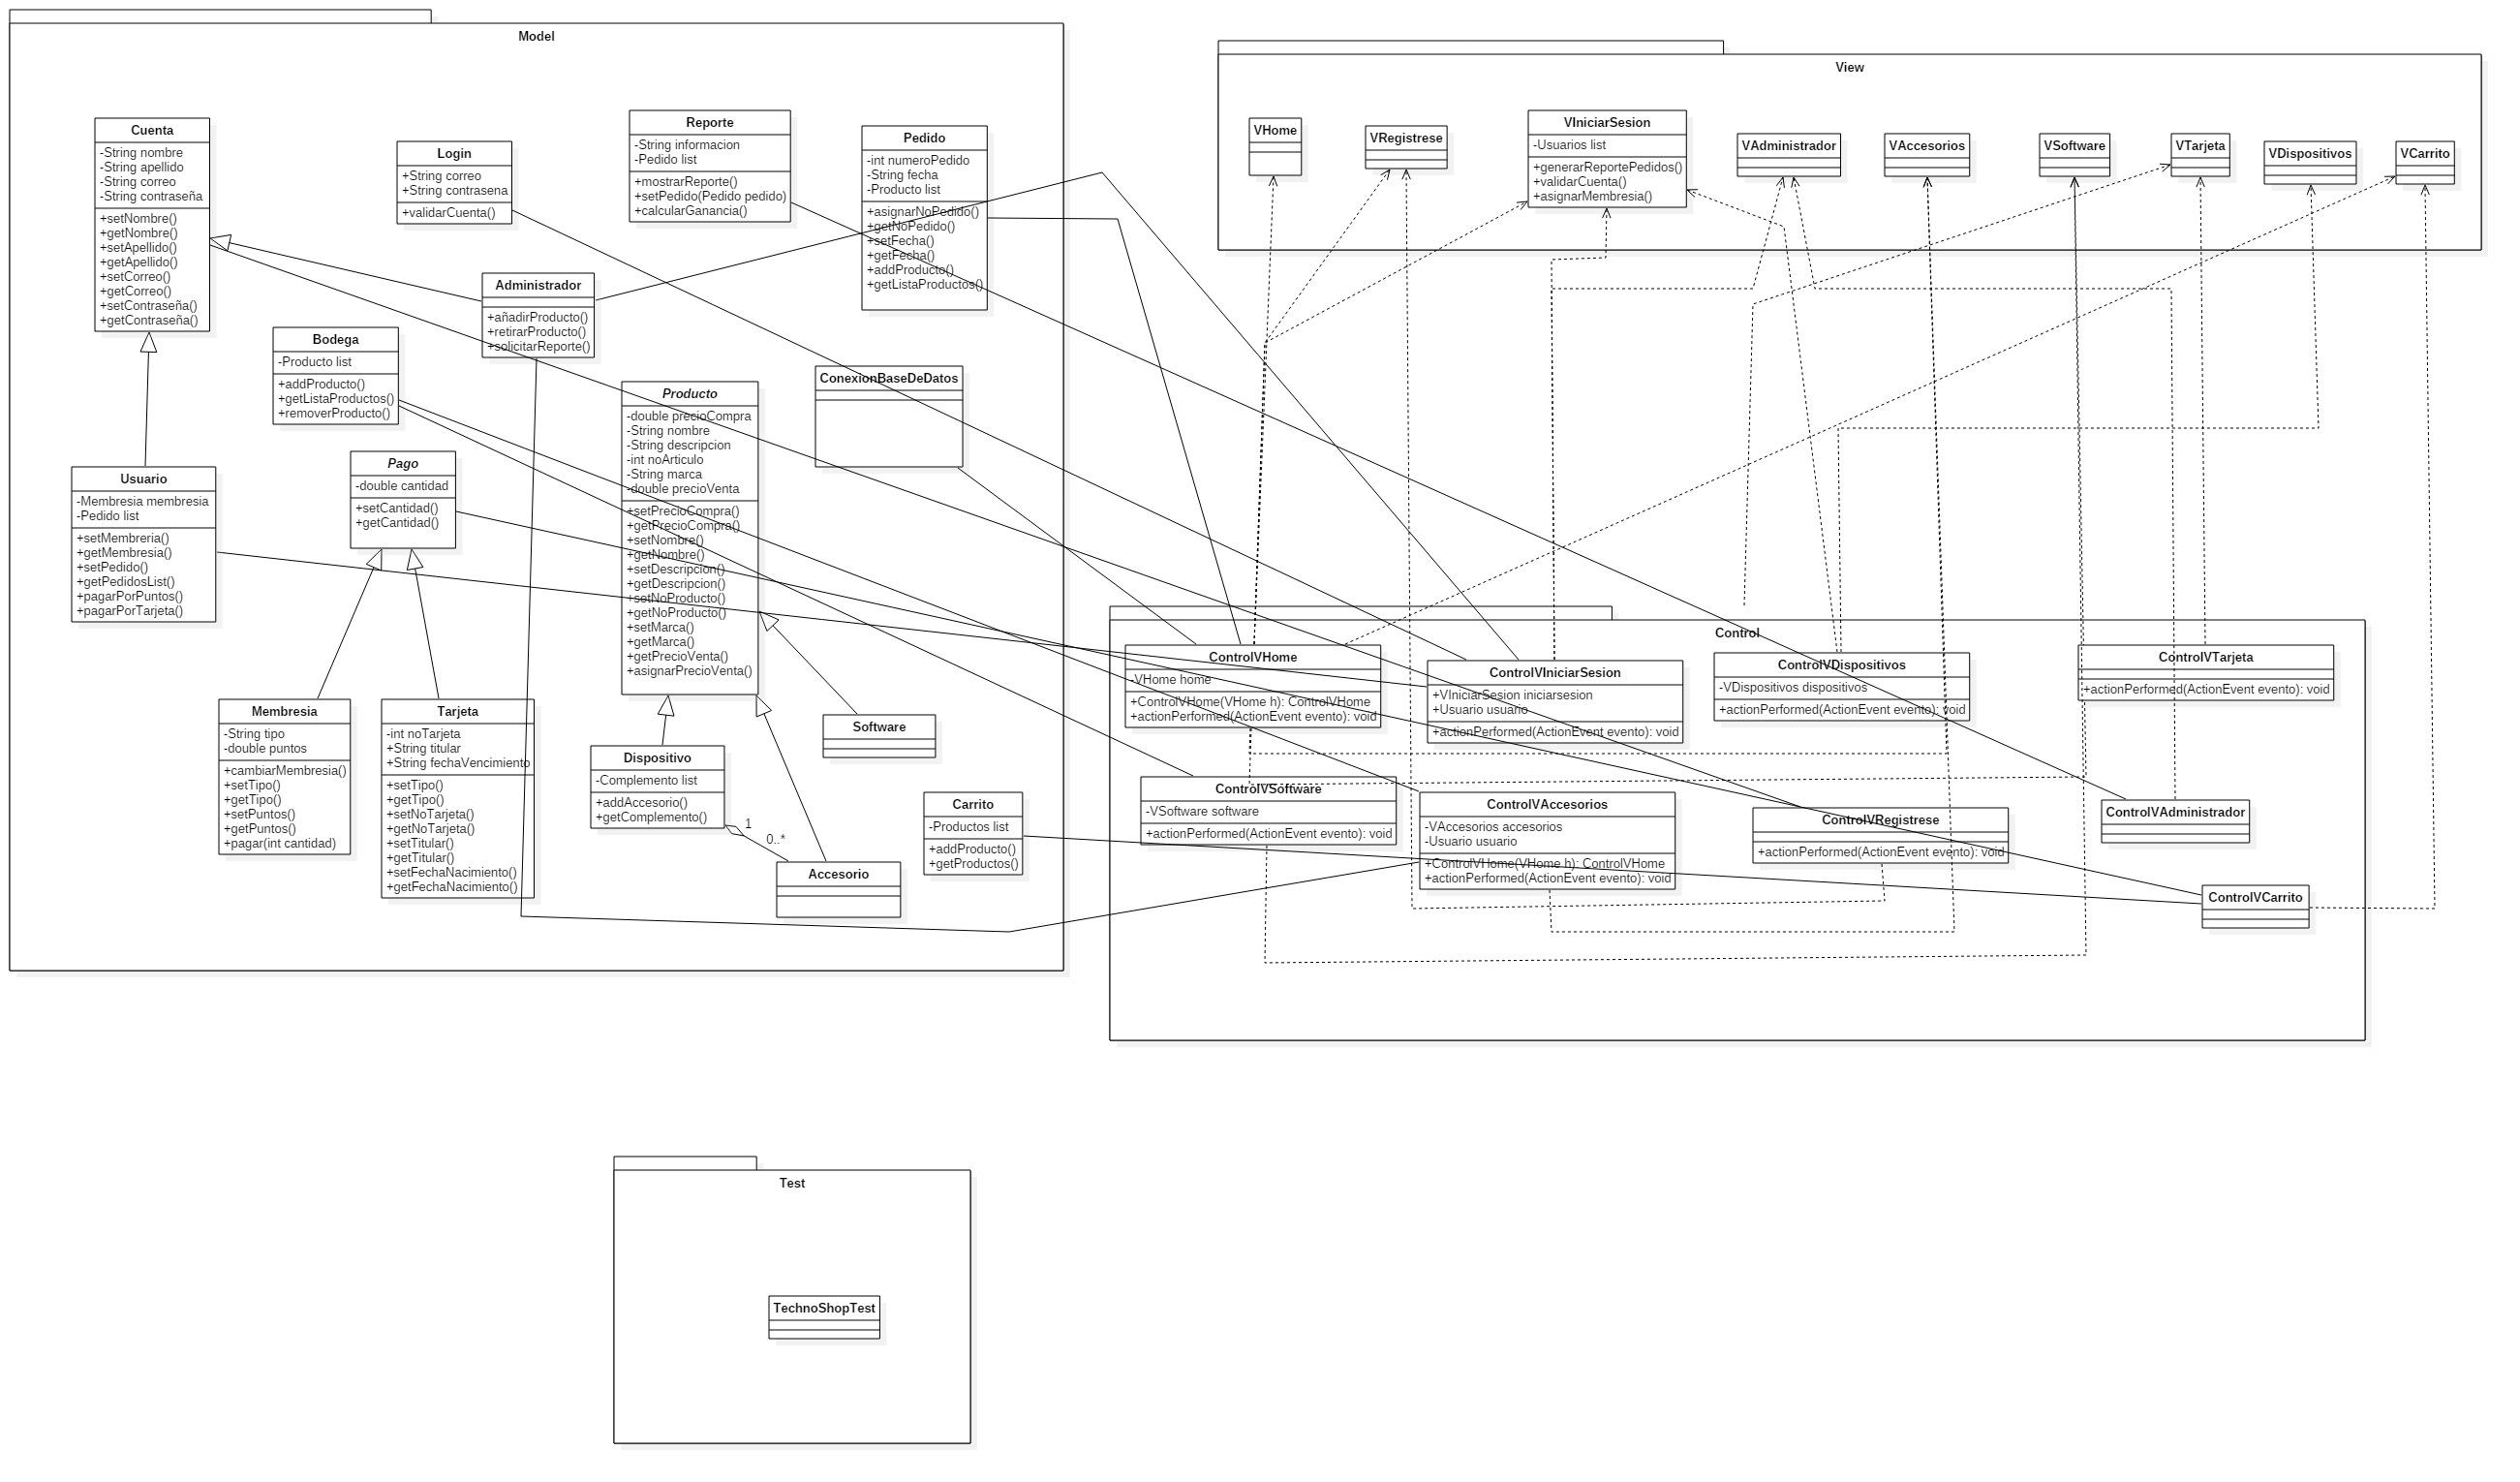 Model
Cuenta
-String nombre
-String apellido
-String correo
-String contraseña
+setNombre()
+getNombre()
+setApellido()
+getApellido()
+setCorreo()
+getCorreo()
+setContraseña()
+getContraseña()
Login
+String correo
+String contrasena
+validarCuenta()
Reporte
-String informacion
-Pedido list
+mostrarReporte()
+setPedido(Pedido pedido)
+calcularGanancia()
Pedido
-int numeroPedido
-String fecha
-Producto list
+asignarNoPedido()
+getNoPedido()
+setFecha()
+getFecha()
+addProducto()
+getListaProductos()
Administrador
+añadirProducto()
+retirarProducto()
+solicitarReporte()
Bodega
-Producto list
+addProducto()
+getListaProductos()
+removerProducto()
ConexionBaseDeDatos
Producto
-double precioCompra
-String nombre
-String descripcion
-int noArticulo
-String marca
-double precioVenta
+setPrecioCompra()
+getPrecioCompra()
+setNombre()
+getNombre()
+setDescripcion()
+getDescripcion()
+setNoProducto()
+getNoProducto()
+setMarca()
+getMarca()
+getPrecioVenta()
+asignarPrecioVenta()
Usuario
-Membresia membresia
-Pedido list
+setMembreria()
+getMembresia()
+setPedido()
+getPedidosList()
+pagarPorPuntos()
+pagarPorTarjeta()
Pago
-double cantidad
+setCantidad()
+getCantidad()
Membresia
-String tipo
-double puntos
+cambiarMembresia()
+setTipo()
+getTipo()
+setPuntos()
+getPuntos()
+pagar(int cantidad)
Tarjeta
-int noTarjeta
+String titular
+String fechaVencimiento
+setTipo()
+getTipo()
+setNoTarjeta()
+getNoTarjeta()
+setTitular()
+getTitular()
+setFechaNacimiento()
+getFechaNacimiento()
Dispositivo
-Complemento list
+addAccesorio()
+getComplemento()
1
0..*
Software
Accesorio
Carrito
-Productos list
+addProducto()
+getProductos()
View
VHome
VRegistrese
VIniciarSesion
-Usuarios list
+generarReportePedidos()
+validarCuenta()
+asignarMembresia()
VAdministrador
VAccesorios
VSoftware
VTarjeta
VDispositivos
VCarrito
Control
ControlVHome
-VHome home
+ControlVHome(VHome h): ControlVHome
+actionPerformed(ActionEvent evento): void
ControlVIniciarSesion
+VIniciarSesion iniciarsesion
+Usuario usuario
+actionPerformed(ActionEvent evento): void
ControlVDispositivos
-VDispositivos dispositivos
+actionPerformed(ActionEvent evento): void
ControlVTarjeta
+actionPerformed(ActionEvent evento): void
ControlVSoftware
-VSoftware software
+actionPerformed(ActionEvent evento): void
ControlVAccesorios
-VAccesorios accesorios
-Usuario usuario
+ControlVHome(VHome h): ControlVHome
+actionPerformed(ActionEvent evento): void
ControlVRegistrese
+actionPerformed(ActionEvent evento): void
ControlVAdministrador
ControlVCarrito
Test
TechnoShopTest